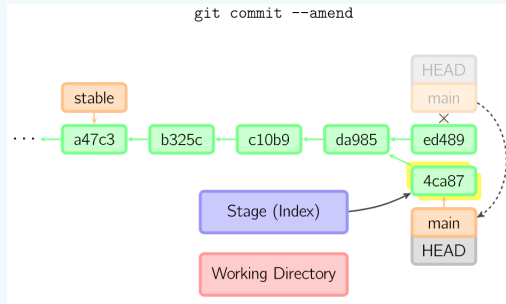 git commit --amend
HEAD
main
stable
... a47c3 b325c c10b9 da985 ed489
4ca87
Stage (Index)
main
HEAD
Working Directory